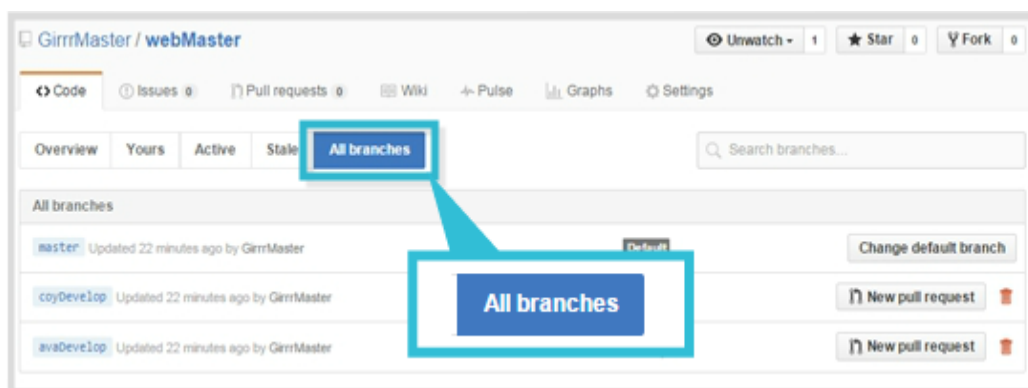 GirrrMaster / webMaster Unwatch 1 Star 0 Fork 0
Code Issues 0 Pull requests 0 Wiki Pulse Graphs Settings
Overview Yours Active Stale All branches Search branches...
All branches
master Updated 22 minutes ago by GirrrMaster Default Change default branch
All branches
coyDevelop Updated 22 minutes ago by GirrrMaster New pull request
avaDevelop Updated 22 minutes ago by GirrrMaster New pull request